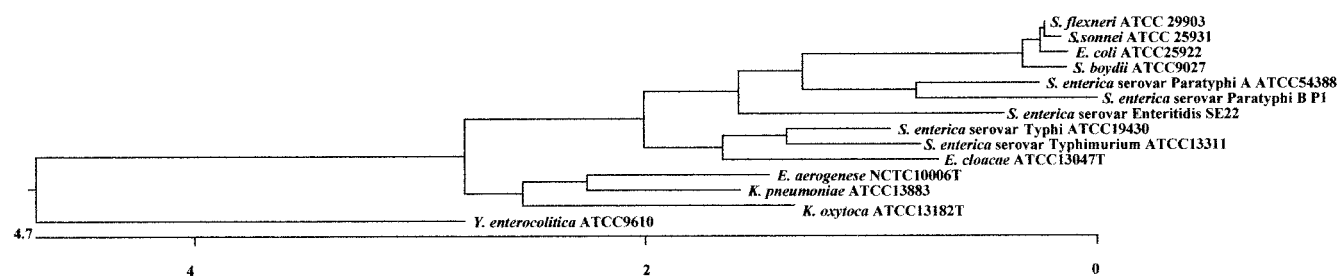 S. flexneri ATCC 29903
S.sonnei ATCC 25931
E. coli ATCC25922
S. boydii ATCC9027
S. enterica serovar Paratyphi A ATCC54388
S. enterica serovar Paratyphi B P1
S. enterica serovar Enteritidis SE22
S. enterica serovar Typhi ATCC19430
S. enterica serovar Typhimurium ATCC13311
E. cloacae ATCC13047T
E. aerogenese NCTC10006T
K. pneumoniae ATCC13883
K. oxytoca ATCC13182T
Y. enterocolitica ATCC9610
4.7
4 2 0